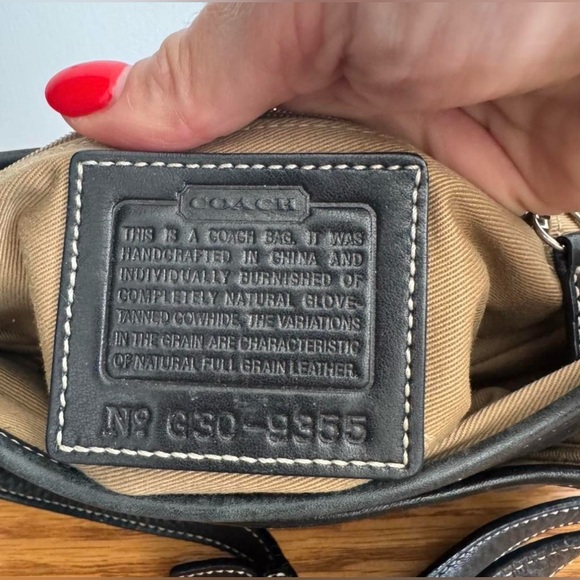 COACH
THIS IS A COACH BAG. IT WAS
HANDCRAFTED IN CHINA AND
INDIVIDUALLY BURNISHED OF
COMPLETELY NATURAL GLOVE-
TANNED COWHIDE. THE VARIATIONS
IN THE GRAIN ARE CHARACTERISTIC
OF NATURAL FULL GRAIN LEATHER.
Nº G3O-9355